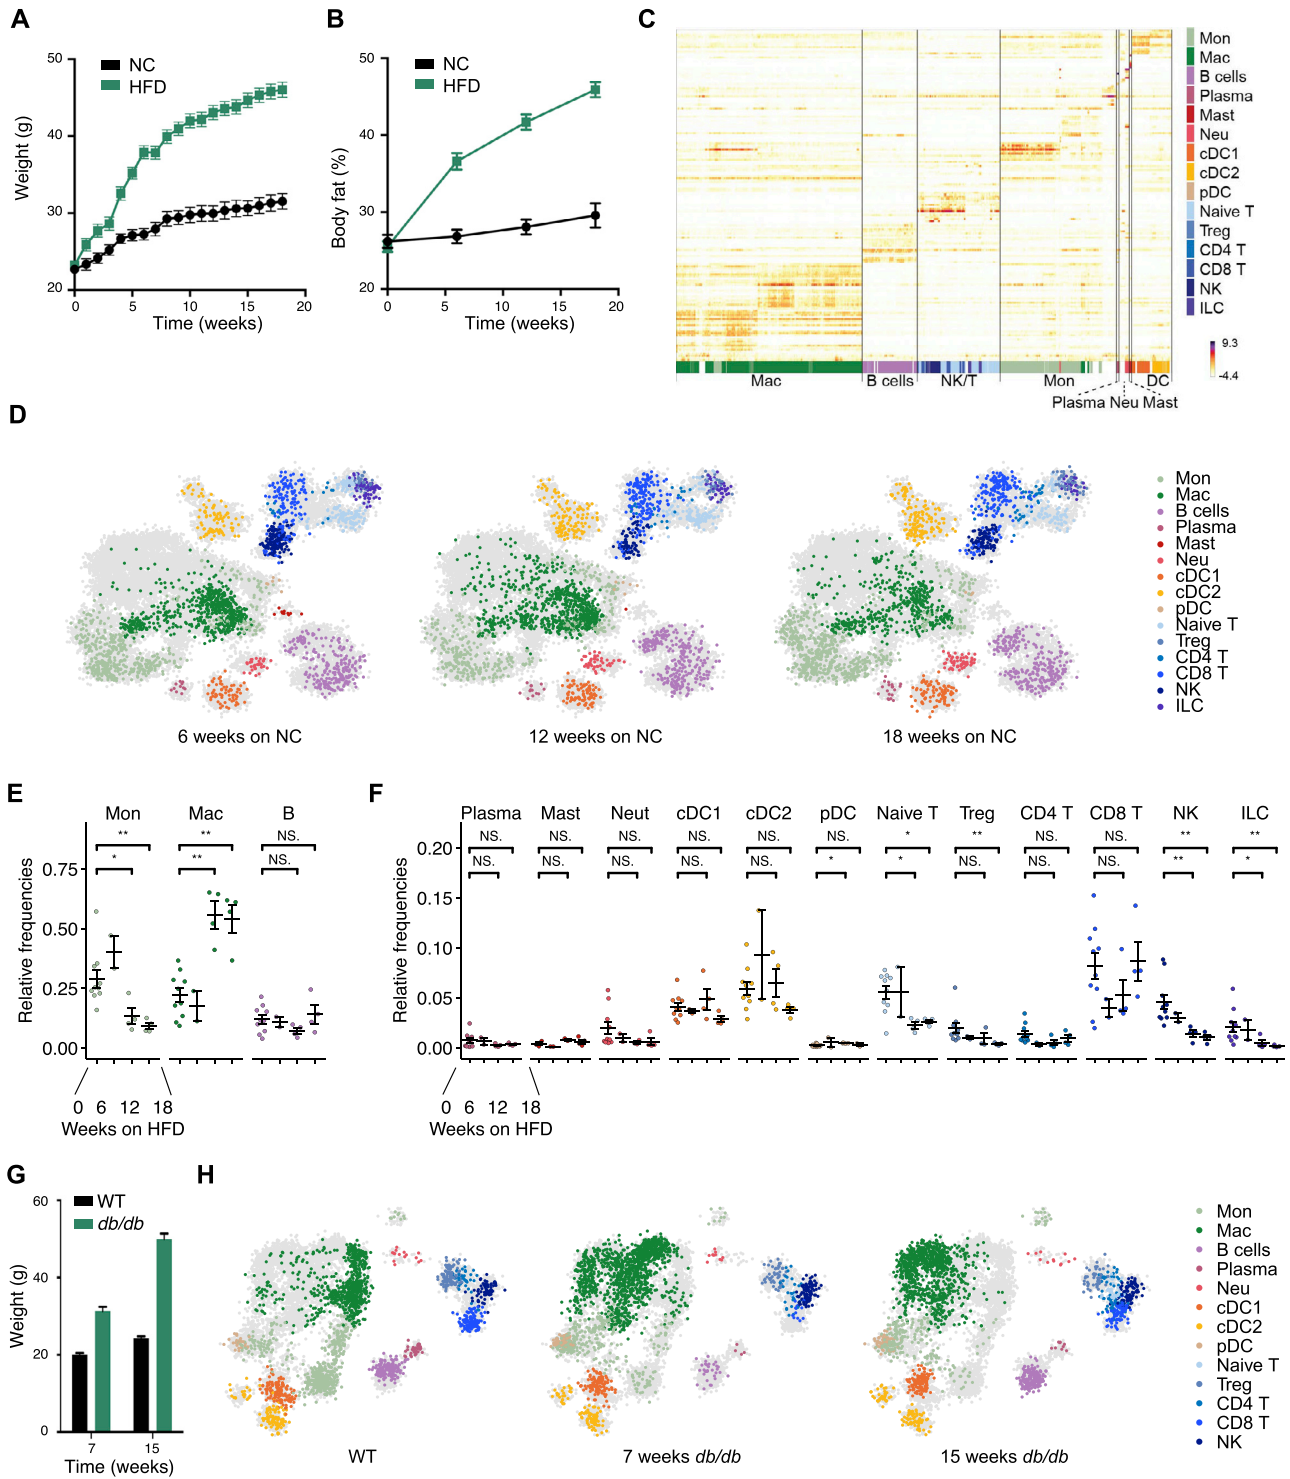 A
B
C
50
40
30
20
0
5
10
15
20
Weight (g)
Time (weeks)
NC
HFD
50
40
30
20
0
5
10
15
20
Body fat (%)
Time (weeks)
NC
HFD
Mon
Mac
B cells
Plasma
Mast
Neu
cDC1
cDC2
pDC
Naive T
Treg
CD4 T
CD8 T
NK
ILC
9.3
-4.4
Mac
B cells
NK/T
Mon
DC
Plasma Neu Mast
D
6 weeks on NC
12 weeks on NC
18 weeks on NC
Mon
Mac
B cells
Plasma
Mast
Neu
cDC1
cDC2
pDC
Naive T
Treg
CD4 T
CD8 T
NK
ILC
E
Mon
Mac
B
** ** NS.
* ** NS.
Relative frequencies
0.75
0.50
0.25
0.00
0 6 12 18
Weeks on HFD
F
Plasma Mast Neut cDC1 cDC2 pDC Naive T Treg CD4 T CD8 T NK ILC
NS. NS. NS. NS. NS. NS. * ** NS. NS. ** **
NS. NS. NS. NS. NS. * * NS. NS. NS. ** *
Relative frequencies
0.20
0.15
0.10
0.05
0.00
0 6 12 18
Weeks on HFD
G
WT
db/db
60
40
20
0
Weight (g)
7
15
Time (weeks)
H
WT
7 weeks db/db
15 weeks db/db
Mon
Mac
B cells
Plasma
Neu
cDC1
cDC2
pDC
Naive T
Treg
CD4 T
CD8 T
NK